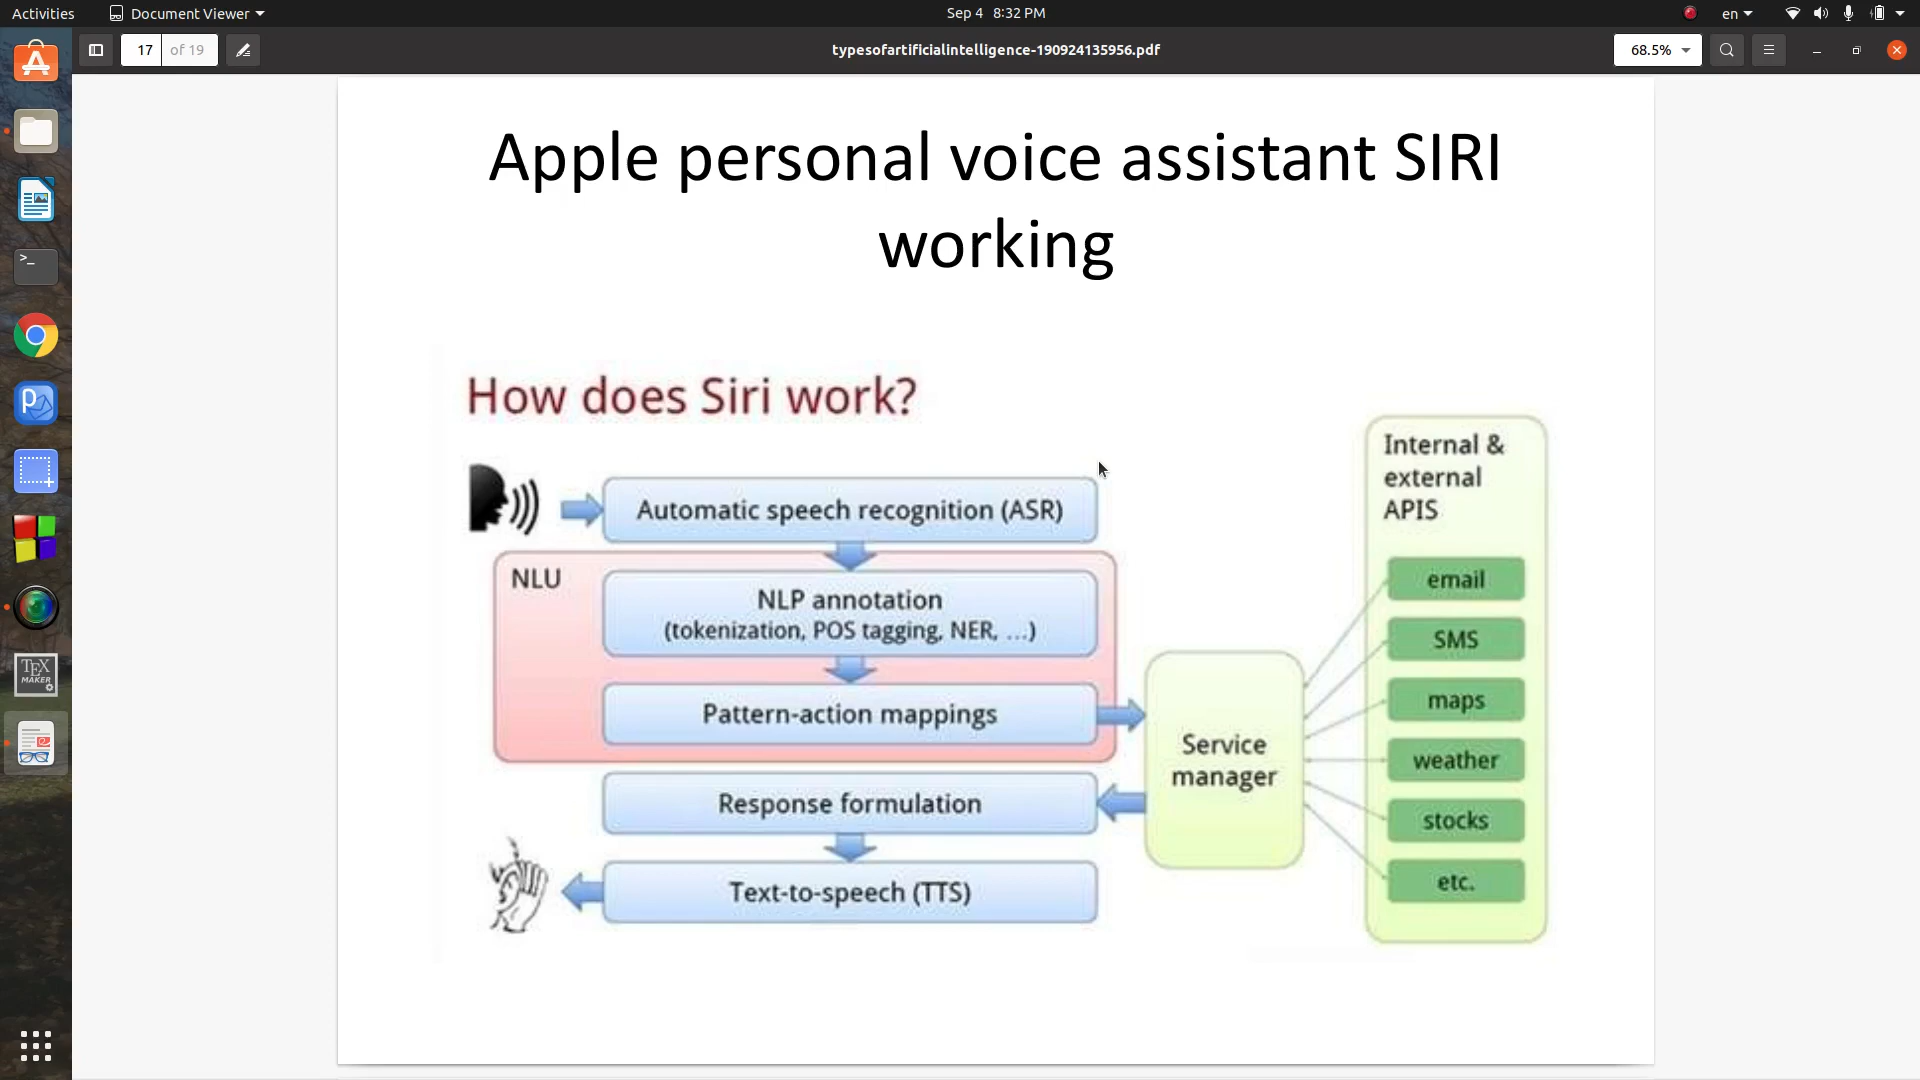 Activities
Document Viewer
Sep 4 8:32 PM
en
17 of 19
typesofartificialintelligence-190924135956.pdf
68.5%
Apple personal voice assistant SIRI
working
How does Siri work?
Automatic speech recognition (ASR)
NLU
NLP annotation
(tokenization, POS tagging, NER, ...)
Pattern-action mappings
Response formulation
Text-to-speech (TTS)
Service
manager
Internal &
external
APIS
email
SMS
maps
weather
stocks
etc.
TEX
MAKER